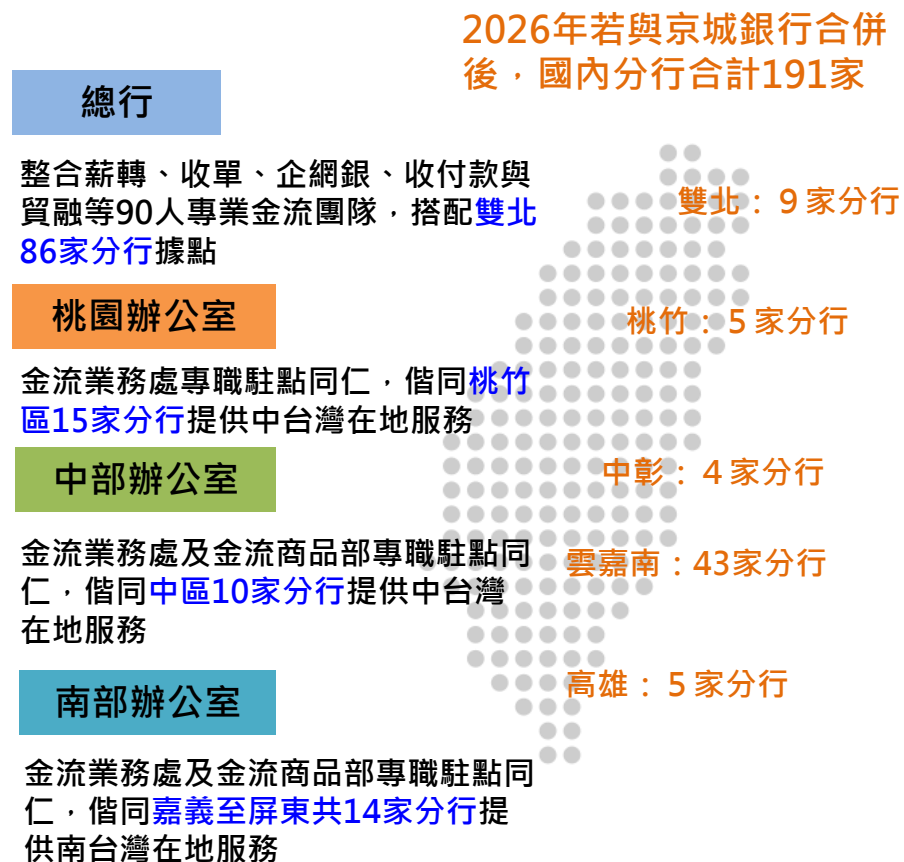 2026年若與京城銀行合併
後，國內分行合計191家
總行
整合薪轉、收單、企網銀、收付款與
貿融等90人專業金流團隊，搭配雙北
86家分行據點
雙北：9家分行
桃園辦公室
桃竹：5家分行
金流業務處專職駐點同仁，偕同桃竹
區15家分行提供中台灣在地服務
中部辦公室
中彰：4家分行
金流業務處及金流商品部專職駐點同
仁，偕同中區10家分行提供中台灣
在地服務
雲嘉南：43家分行
南部辦公室
高雄：5家分行
金流業務處及金流商品部專職駐點同
仁，偕同嘉義至屏東共14家分行提
供南台灣在地服務